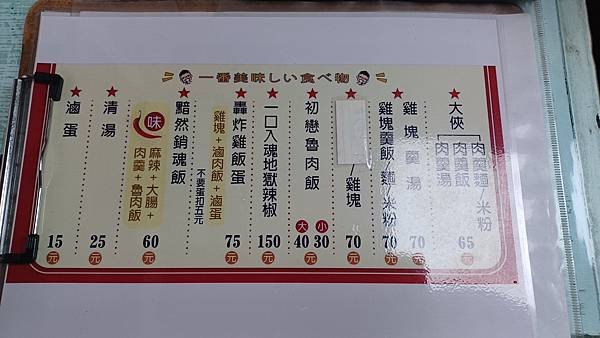 一番美味しい食べ物
★大俠
肉羹麵／米粉
肉羹飯
肉羹湯
65元
★雞塊羹湯
70元
★雞塊羹飯／麵／米粉
70元
★
／雞塊
70元
★初戀魯肉飯
大 小
40 30
元 元
★一口入魂地獄辣椒
150元
★轟炸雞飯蛋
雞塊+滷肉飯+滷蛋
不要蛋扣五元
75元
★黯然銷魂飯
味
麻辣+大腸+
肉羹+魯肉飯
60元
★清湯
25元
★滷蛋
15元